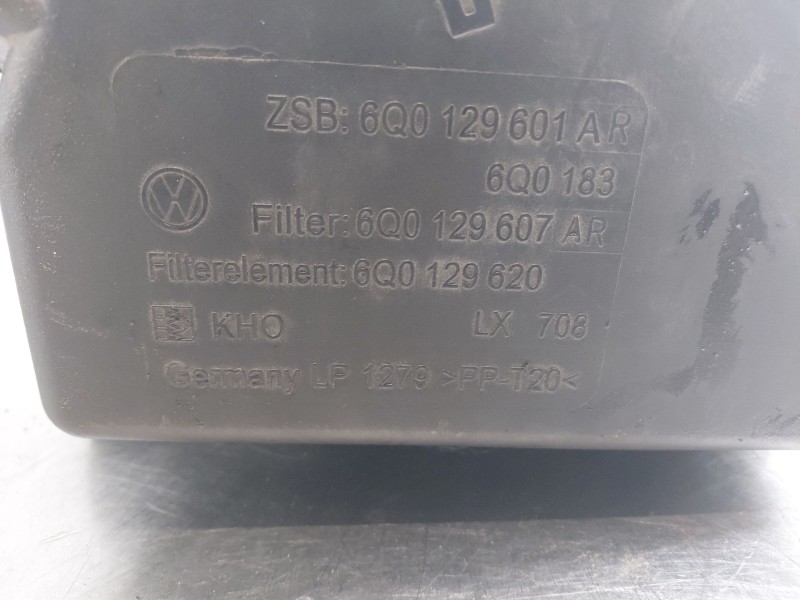 ZSB: 6Q0 129 601 AR
6Q0 183
Filter: 6Q0 129 607 AR
Filterelement: 6Q0 129 620
KHO LX 708
Germany LP 1279 >PP-T20<